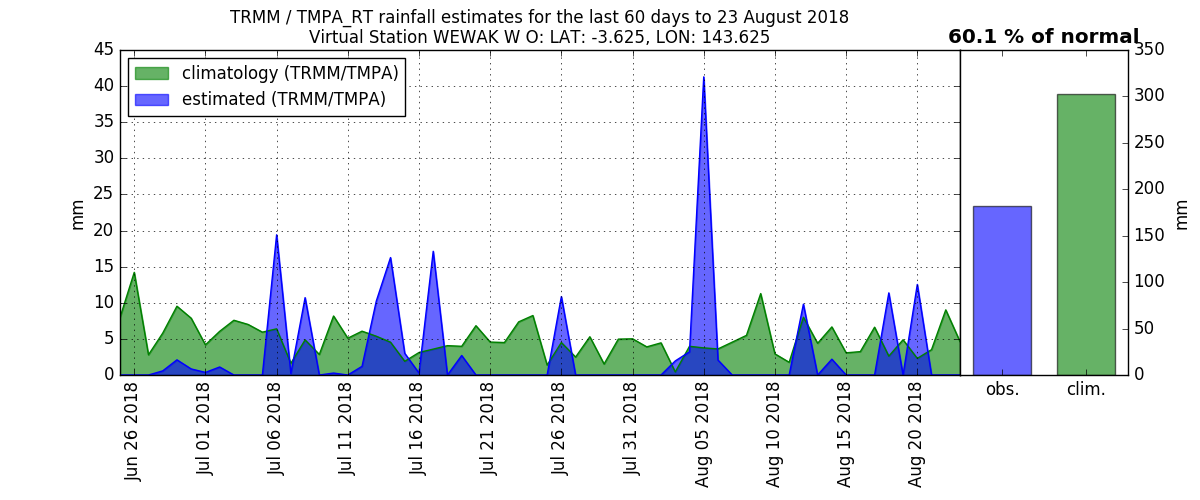 TRMM / TMPA_RT rainfall estimates for the last 60 days to 23 August 2018
Virtual Station WEWAK W O: LAT: -3.625, LON: 143.625
60.1 % of normal
climatology (TRMM/TMPA)
estimated (TRMM/TMPA)
45
40
35
30
25
20
15
10
5
0
mm
Jun 26 2018
Jul 01 2018
Jul 06 2018
Jul 11 2018
Jul 16 2018
Jul 21 2018
Jul 26 2018
Jul 31 2018
Aug 05 2018
Aug 10 2018
Aug 15 2018
Aug 20 2018
350
300
250
200
150
100
50
0
mm
obs.
clim.